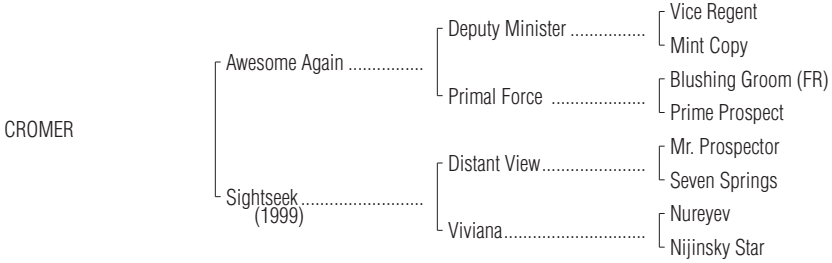 Vice Regent
Deputy Minister ................
Mint Copy
Awesome Again ................
Blushing Groom (FR)
Primal Force ....................
Prime Prospect
CROMER
Mr. Prospector
Distant View......................
Seven Springs
Sightseek..........................
(1999)
Nureyev
Viviana..............................
Nijinsky Star